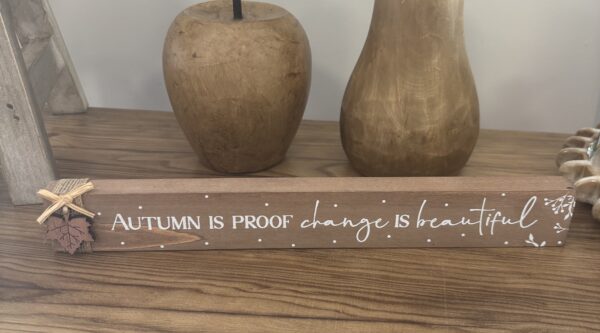 AUTUMN IS PROOF change IS beautiful